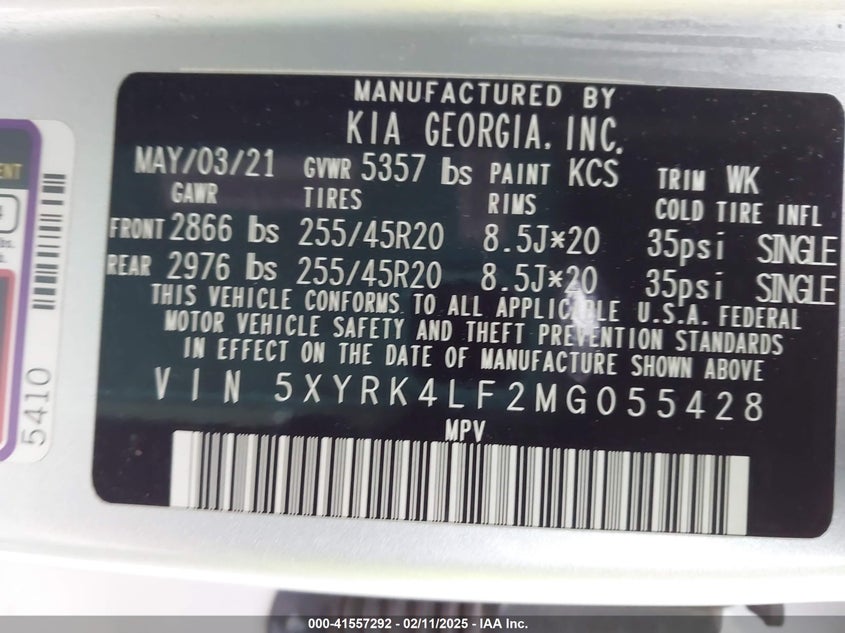 MANUFACTURED BY
KIA GEORGIA, INC.
MAY/03/21 GVWR 5357 lbs PAINT KCS TRIM WK
GAWR TIRES RIMS COLD TIRE INFL
FRONT 2866 lbs 255/45R20 8.5J*20 35psi SINGLE
REAR 2976 lbs 255/45R20 8.5J*20 35psi SINGLE
THIS VEHICLE CONFORMS TO ALL APPLICABLE U.S.A. FEDERAL
MOTOR VEHICLE SAFETY AND THEFT PREVENTION STANDARDS
IN EFFECT ON THE DATE OF MANUFACTURE SHOWN ABOVE
VIN 5XYRK4LF2MG055428
MPV
5410
000-41557292 - 02/11/2025 - IAA Inc.